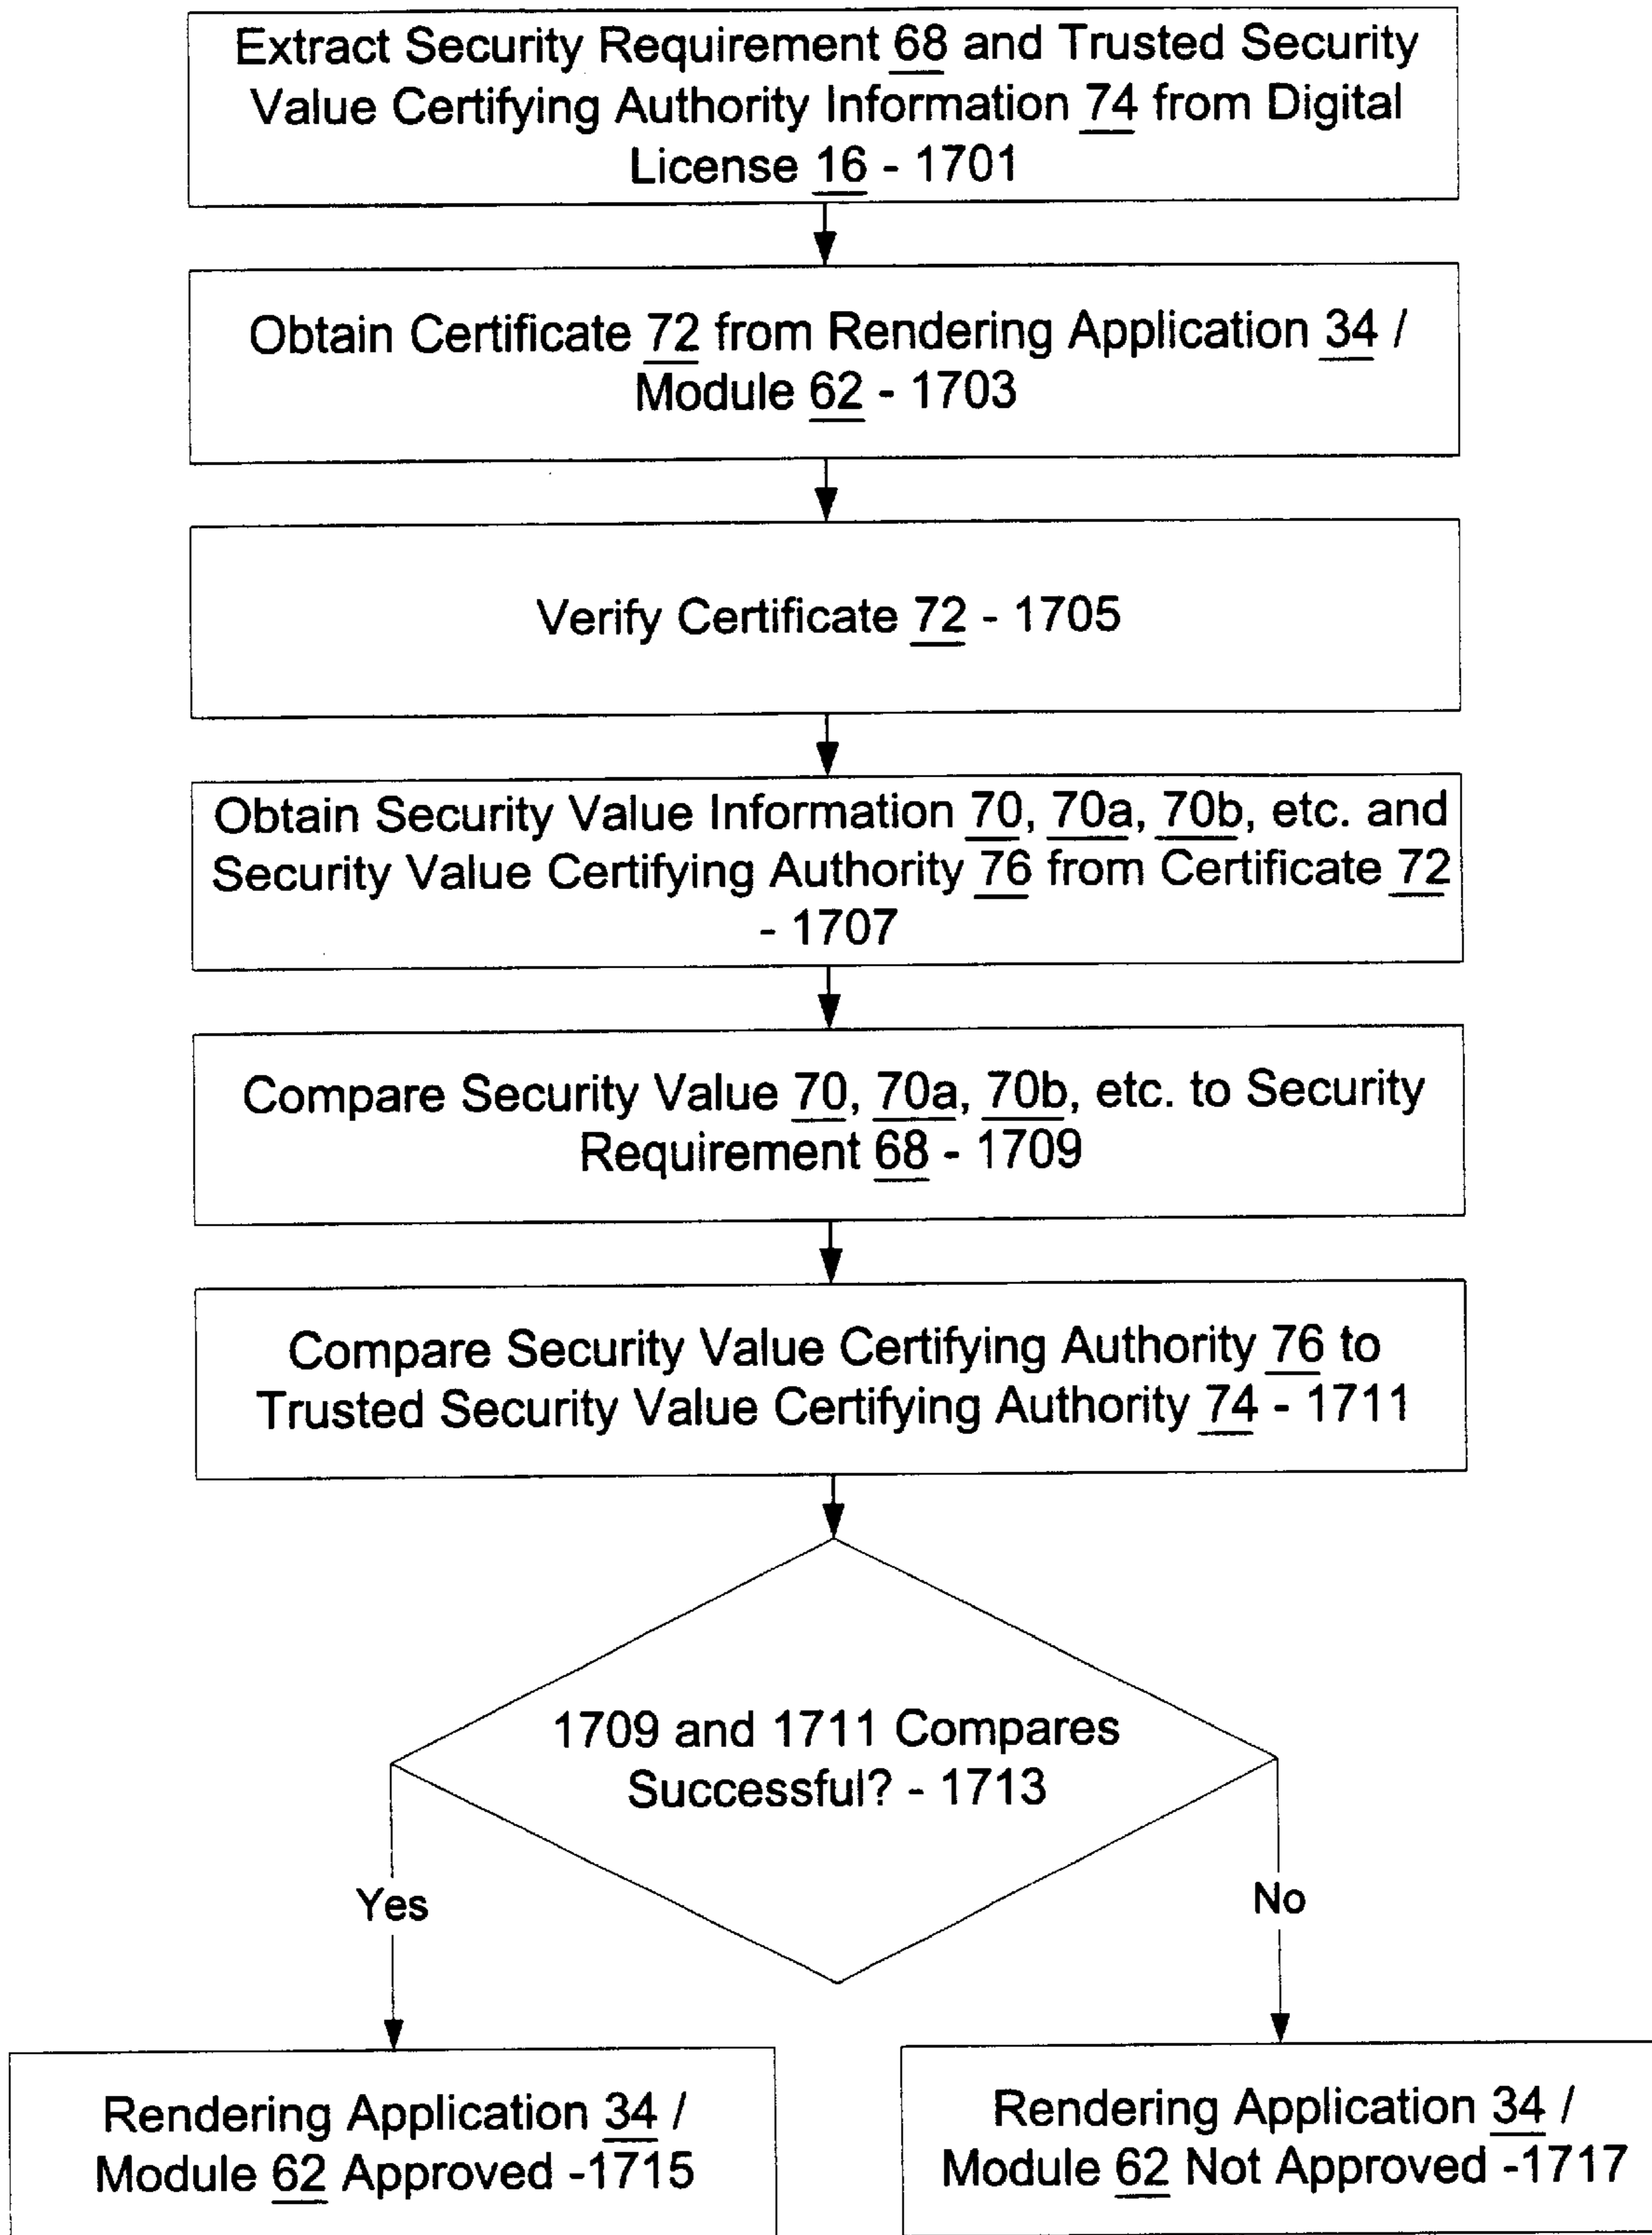 Extract Security Requirement 68 and Trusted Security
Value Certifying Authority Information 74 from Digital
License 16 - 1701
Obtain Certificate 72 from Rendering Application 34 /
Module 62 - 1703
Verify Certificate 72 - 1705
Obtain Security Value Information 70, 70a, 70b, etc. and
Security Value Certifying Authority 76 from Certificate 72
- 1707
Compare Security Value 70, 70a, 70b, etc. to Security
Requirement 68 - 1709
Compare Security Value Certifying Authority 76 to
Trusted Security Value Certifying Authority 74 - 1711
1709 and 1711 Compares
Successful? - 1713
Yes
No
Rendering Application 34 /
Module 62 Approved -1715
Rendering Application 34 /
Module 62 Not Approved -1717